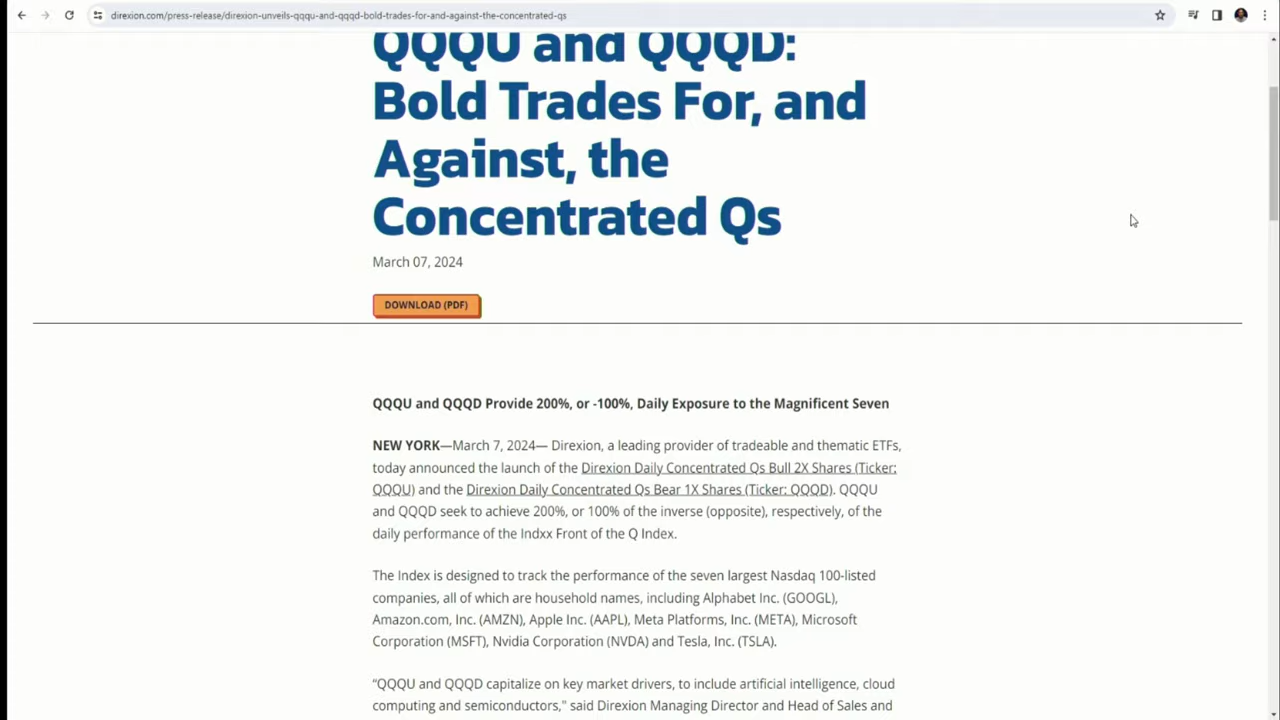 direxion.com/press-release/direxion-unveils-qqqu-and-qqqd-bold-trades-for-and-against-the-concentrated-qs
QQQU and QQQD:
Bold Trades For, and
Against, the
Concentrated Qs
March 07, 2024
DOWNLOAD (PDF)
QQQU and QQQD Provide 200%, or -100%, Daily Exposure to the Magnificent Seven
NEW YORK—March 7, 2024— Direxion, a leading provider of tradeable and thematic ETFs,
today announced the launch of the Direxion Daily Concentrated Qs Bull 2X Shares (Ticker:
QQQU) and the Direxion Daily Concentrated Qs Bear 1X Shares (Ticker: QQQD). QQQU
and QQQD seek to achieve 200%, or 100% of the inverse (opposite), respectively, of the
daily performance of the Indxx Front of the Q Index.
The Index is designed to track the performance of the seven largest Nasdaq 100-listed
companies, all of which are household names, including Alphabet Inc. (GOOGL),
Amazon.com, Inc. (AMZN), Apple Inc. (AAPL), Meta Platforms, Inc. (META), Microsoft
Corporation (MSFT), Nvidia Corporation (NVDA) and Tesla, Inc. (TSLA).
“QQQU and QQQD capitalize on key market drivers, to include artificial intelligence, cloud
computing and semiconductors,” said Direxion Managing Director and Head of Sales and